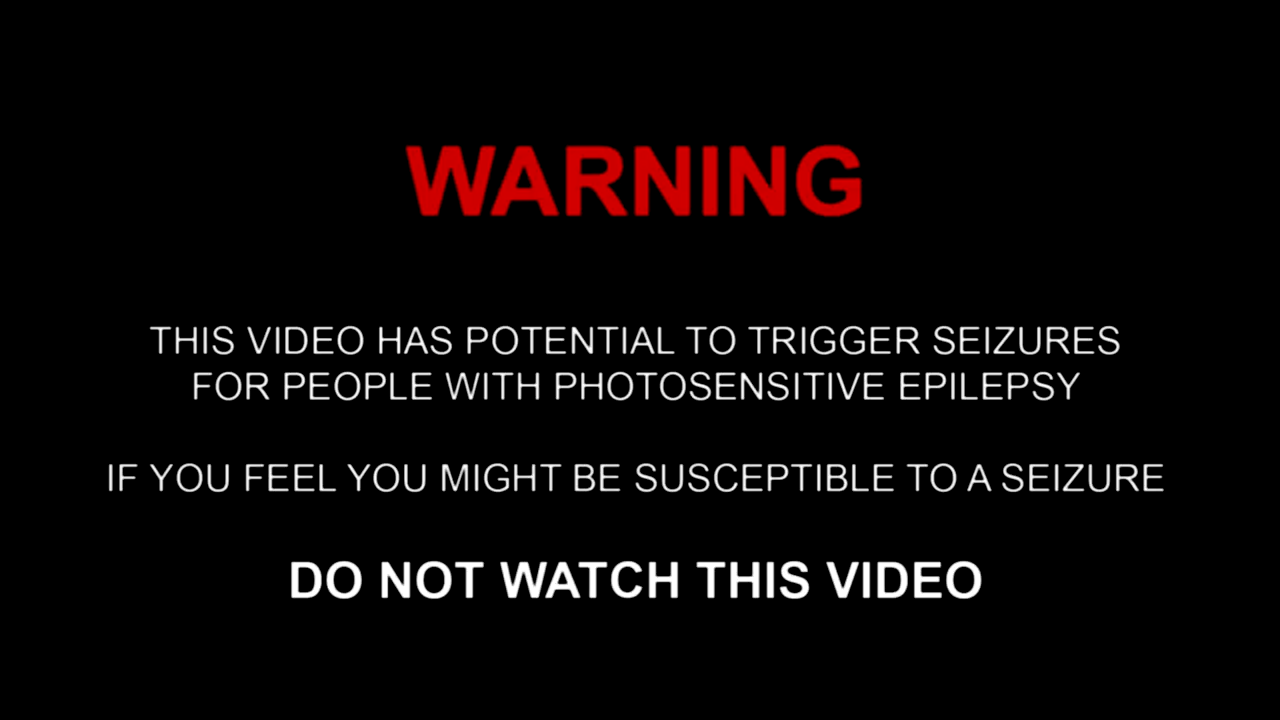 WARNING
THIS VIDEO HAS POTENTIAL TO TRIGGER SEIZURES
FOR PEOPLE WITH PHOTOSENSITIVE EPILEPSY
IF YOU FEEL YOU MIGHT BE SUSCEPTIBLE TO A SEIZURE
DO NOT WATCH THIS VIDEO